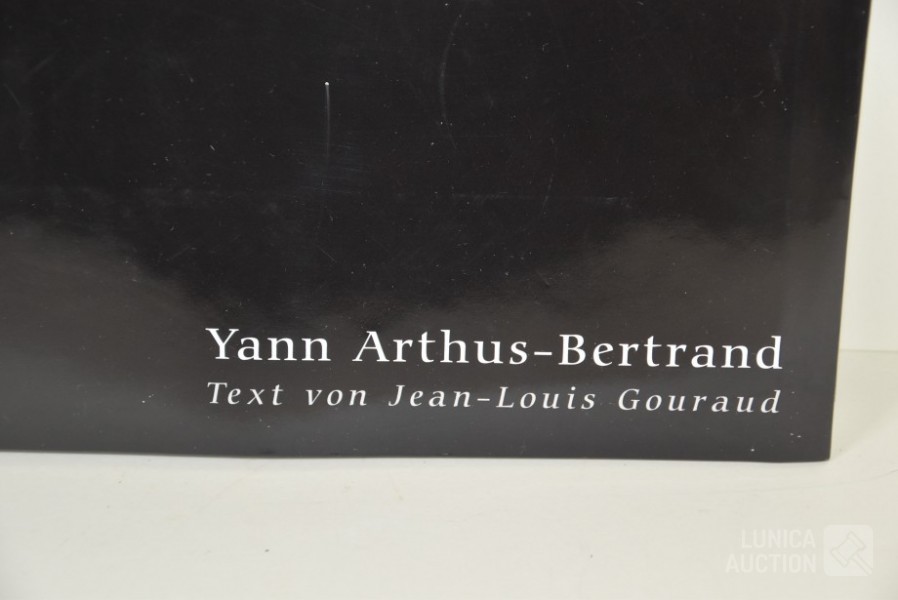 Yann Arthus-Bertrand
Text von Jean-Louis Gouraud
LUNICA
AUCTION